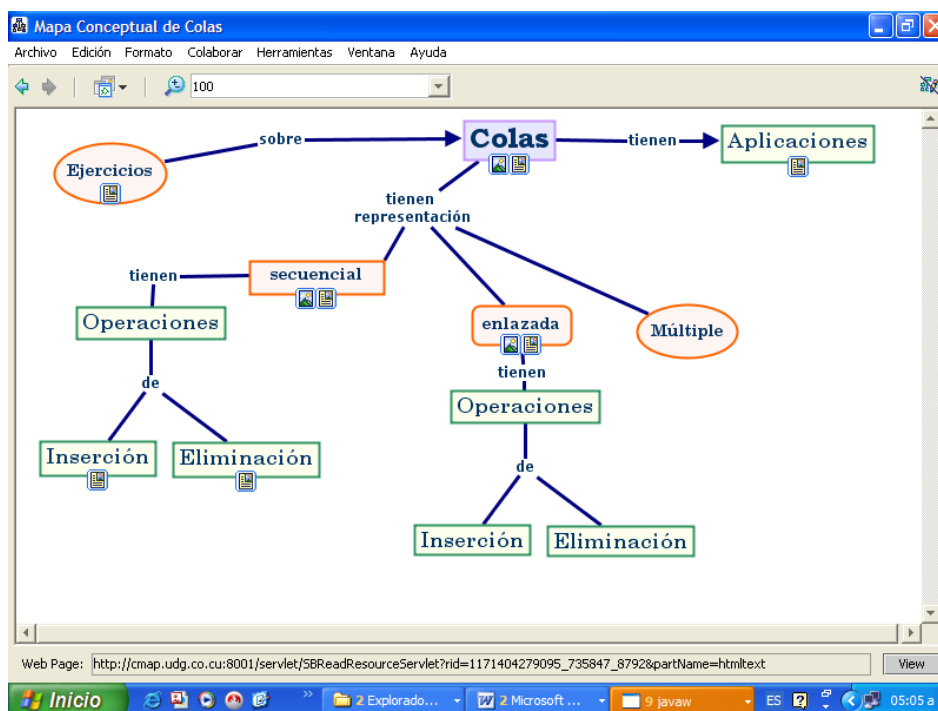 Mapa Conceptual de Colas
Archivo Edición Formato Colaborar Herramientas Ventana Ayuda
100
sobre
Colas
tienen
Aplicaciones
Ejercicios
tienen
representación
tienen
secuencial
Operaciones
enlazada
Múltiple
de
tienen
Operaciones
Inserción
Eliminación
de
Inserción
Eliminación
Web Page: http://cmap.udg.co.cu:8001/servlet/SBReadResourceServlet?rid=1171404279095_735847_8792&partName=htmltext View
Inicio » 2 Explorado... 2 Microsoft ... 9 javaw ES 05:05 a